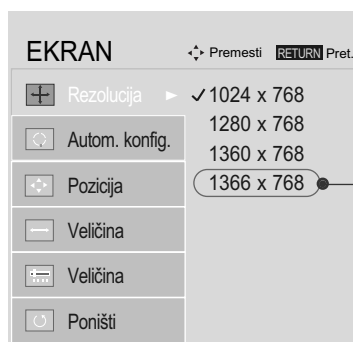 EKRAN
Premesti RETURN Pret.
Rezolucija
1024 x 768
1280 x 768
1360 x 768
1366 x 768
Autom. konfig.
Pozicija
Veličina
Veličina
Poništi